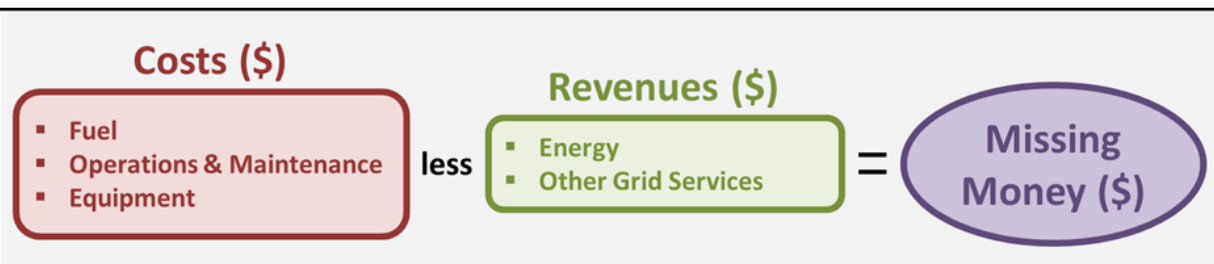 Costs ($)
▪ Fuel
▪ Operations & Maintenance
▪ Equipment
less
Revenues ($)
▪ Energy
▪ Other Grid Services
=
Missing
Money ($)